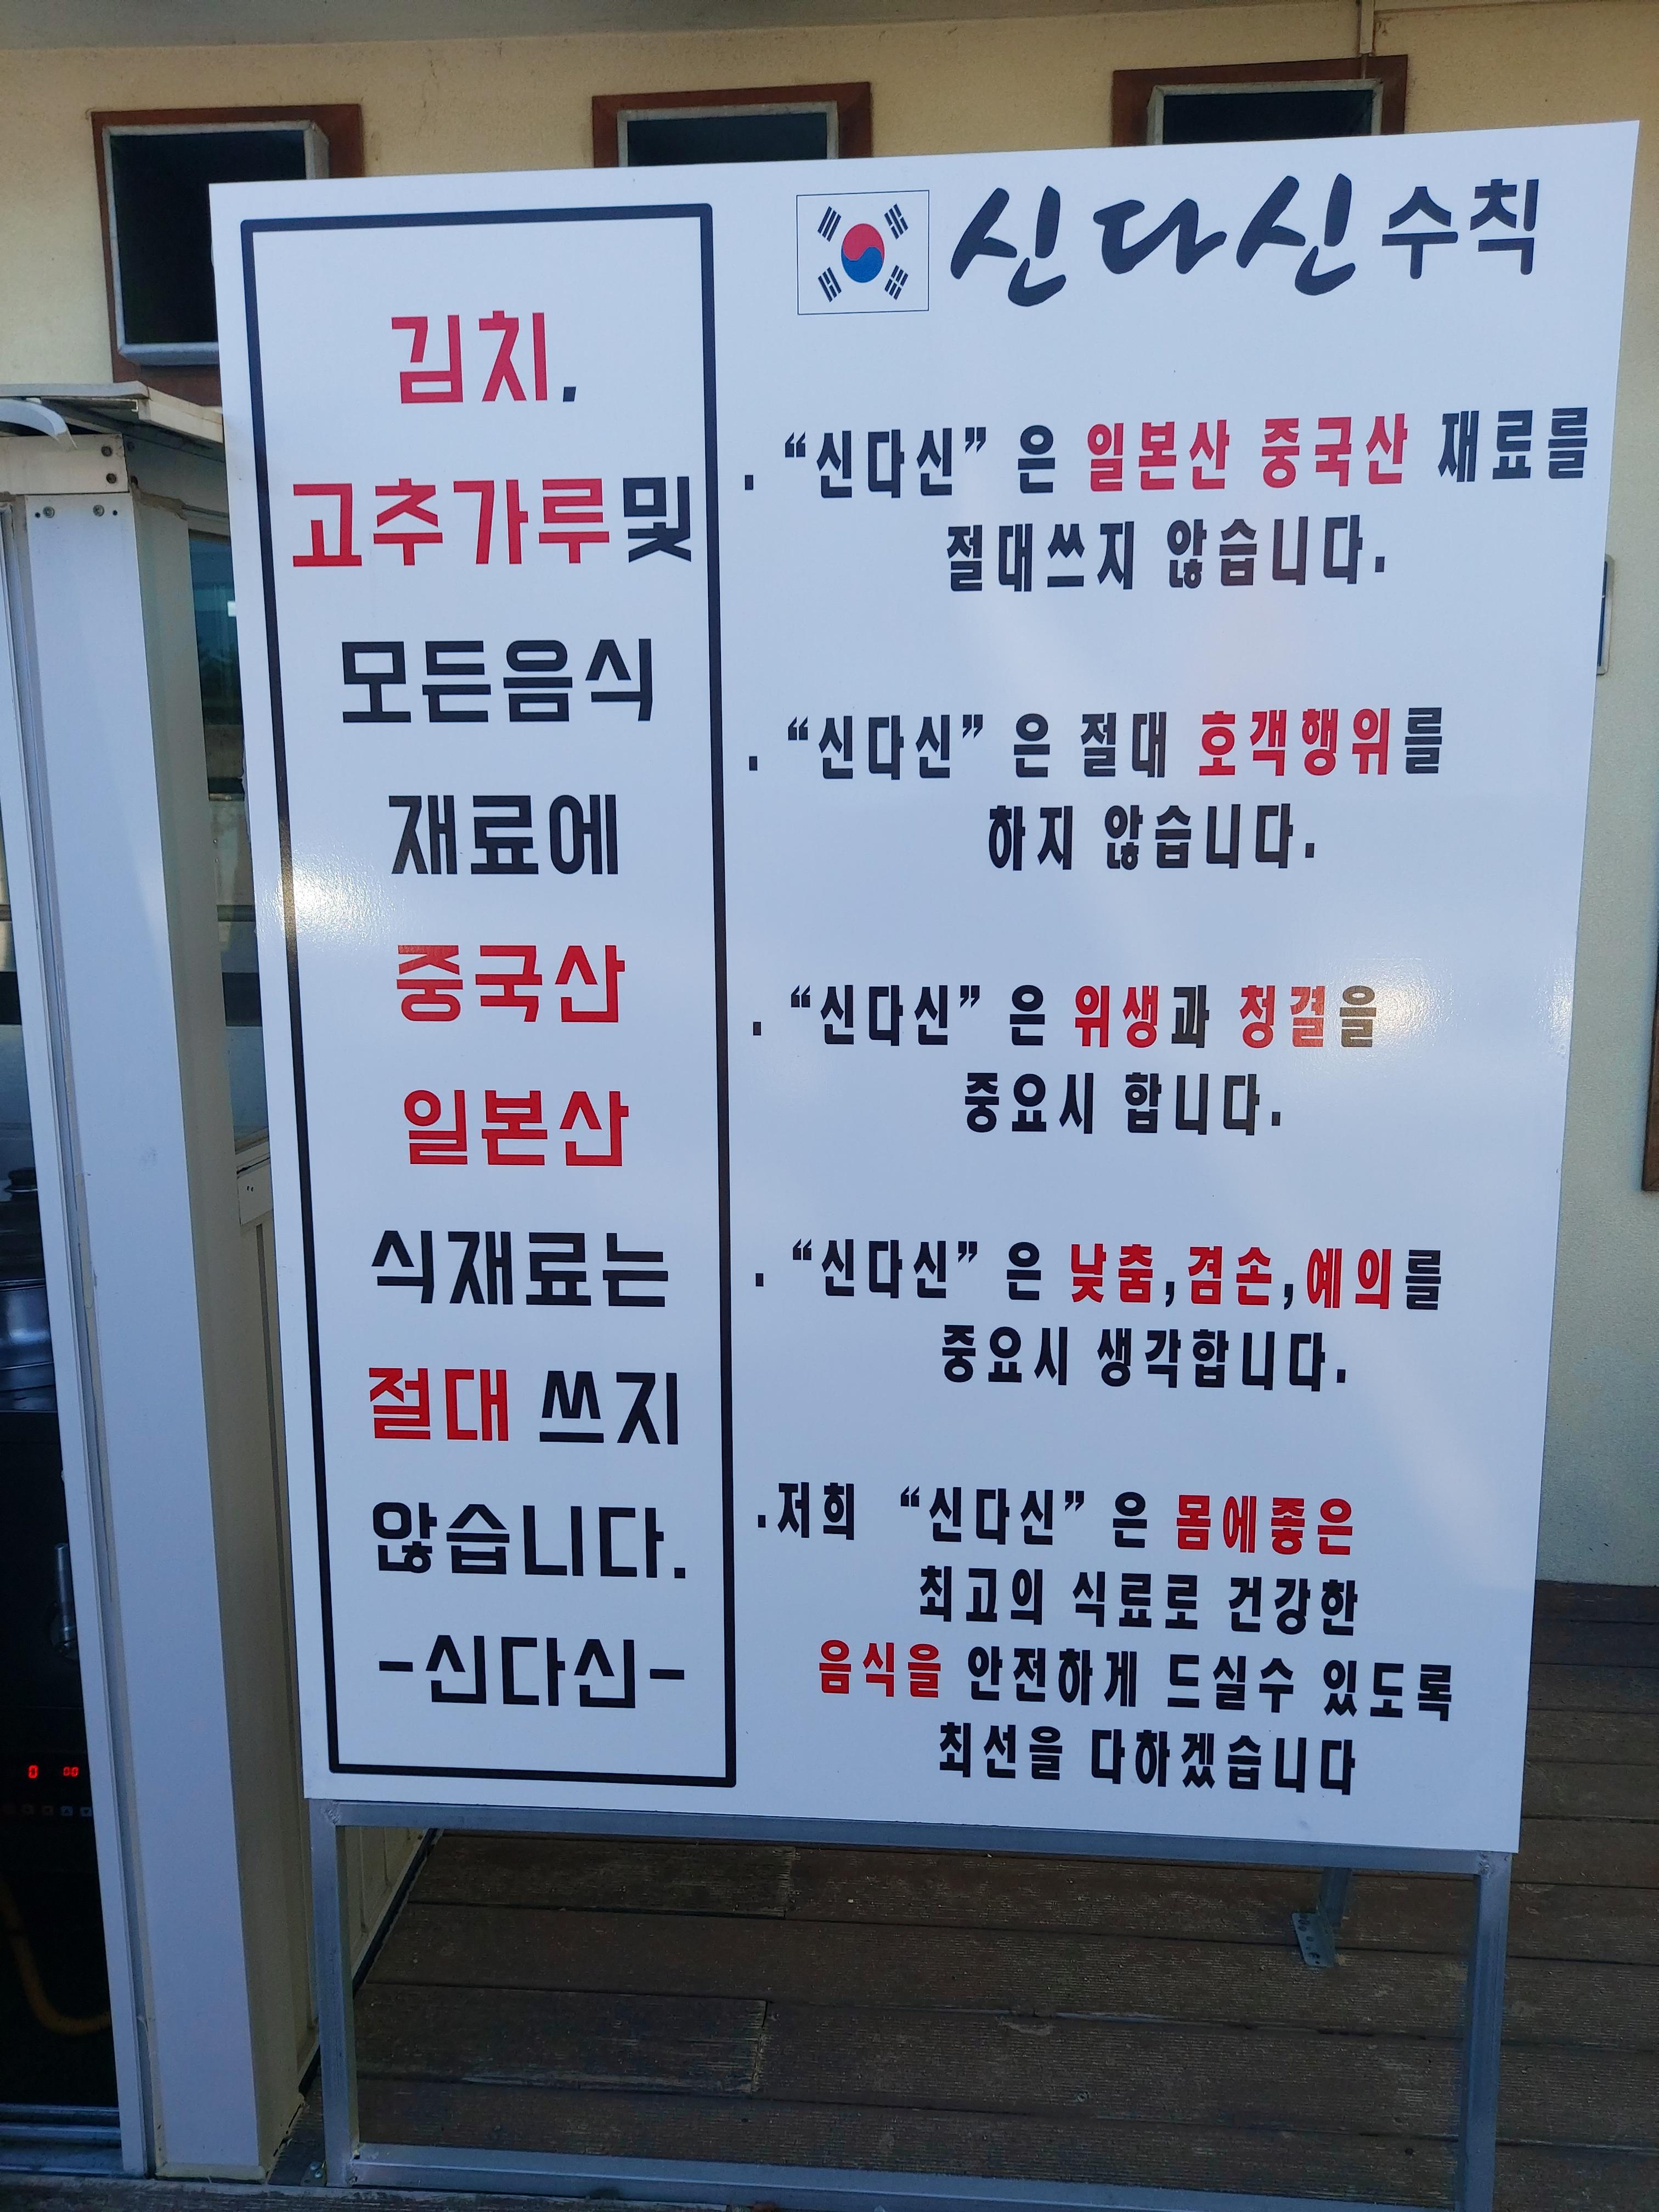 김치.
고추가루및
모든음식
재료에
중국산
일본산
식재료는
절대 쓰지
않습니다.
-신다신-
신다신 수칙
. "신다신" 은 일본산 중국산 재료를
절대쓰지 않습니다.
. "신다신" 은 절대 호객행위를
하지 않습니다.
. "신다신" 은 위생과 청결을
중요시 합니다.
. "신다신" 은 낮춤,겸손,예의를
중요시 생각합니다.
.저희 "신다신" 은 몸에좋은
최고의 식료로 건강한
음식을 안전하게 드실수 있도록
최선을 다하겠습니다
0 00